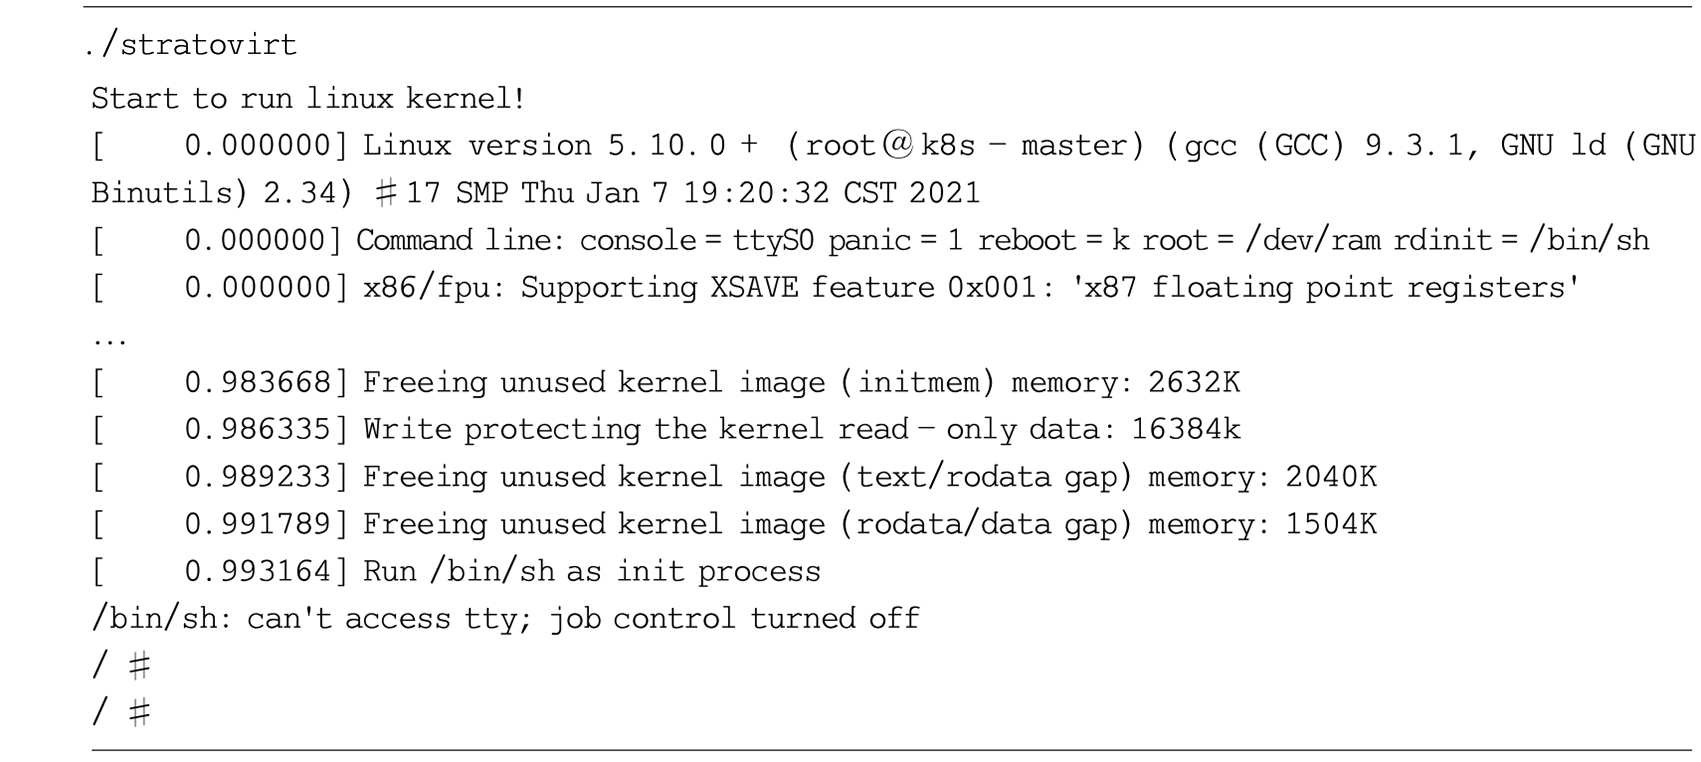 ./stratovirt
Start to run linux kernel!
[    0.000000] Linux version 5.10.0+ (root@k8s-master) (gcc (GCC) 9.3.1, GNU ld (GNU
Binutils) 2.34) #17 SMP Thu Jan 7 19:20:32 CST 2021
[    0.000000] Command line: console=ttyS0 panic=1 reboot=k root=/dev/ram rdinit=/bin/sh
[    0.000000] x86/fpu: Supporting XSAVE feature 0x001: 'x87 floating point registers'
...
[    0.983668] Freeing unused kernel image (initmem) memory: 2632K
[    0.986335] Write protecting the kernel read-only data: 16384k
[    0.989233] Freeing unused kernel image (text/rodata gap) memory: 2040K
[    0.991789] Freeing unused kernel image (rodata/data gap) memory: 1504K
[    0.993164] Run /bin/sh as init process
/bin/sh: can't access tty; job control turned off
/ #
/ #